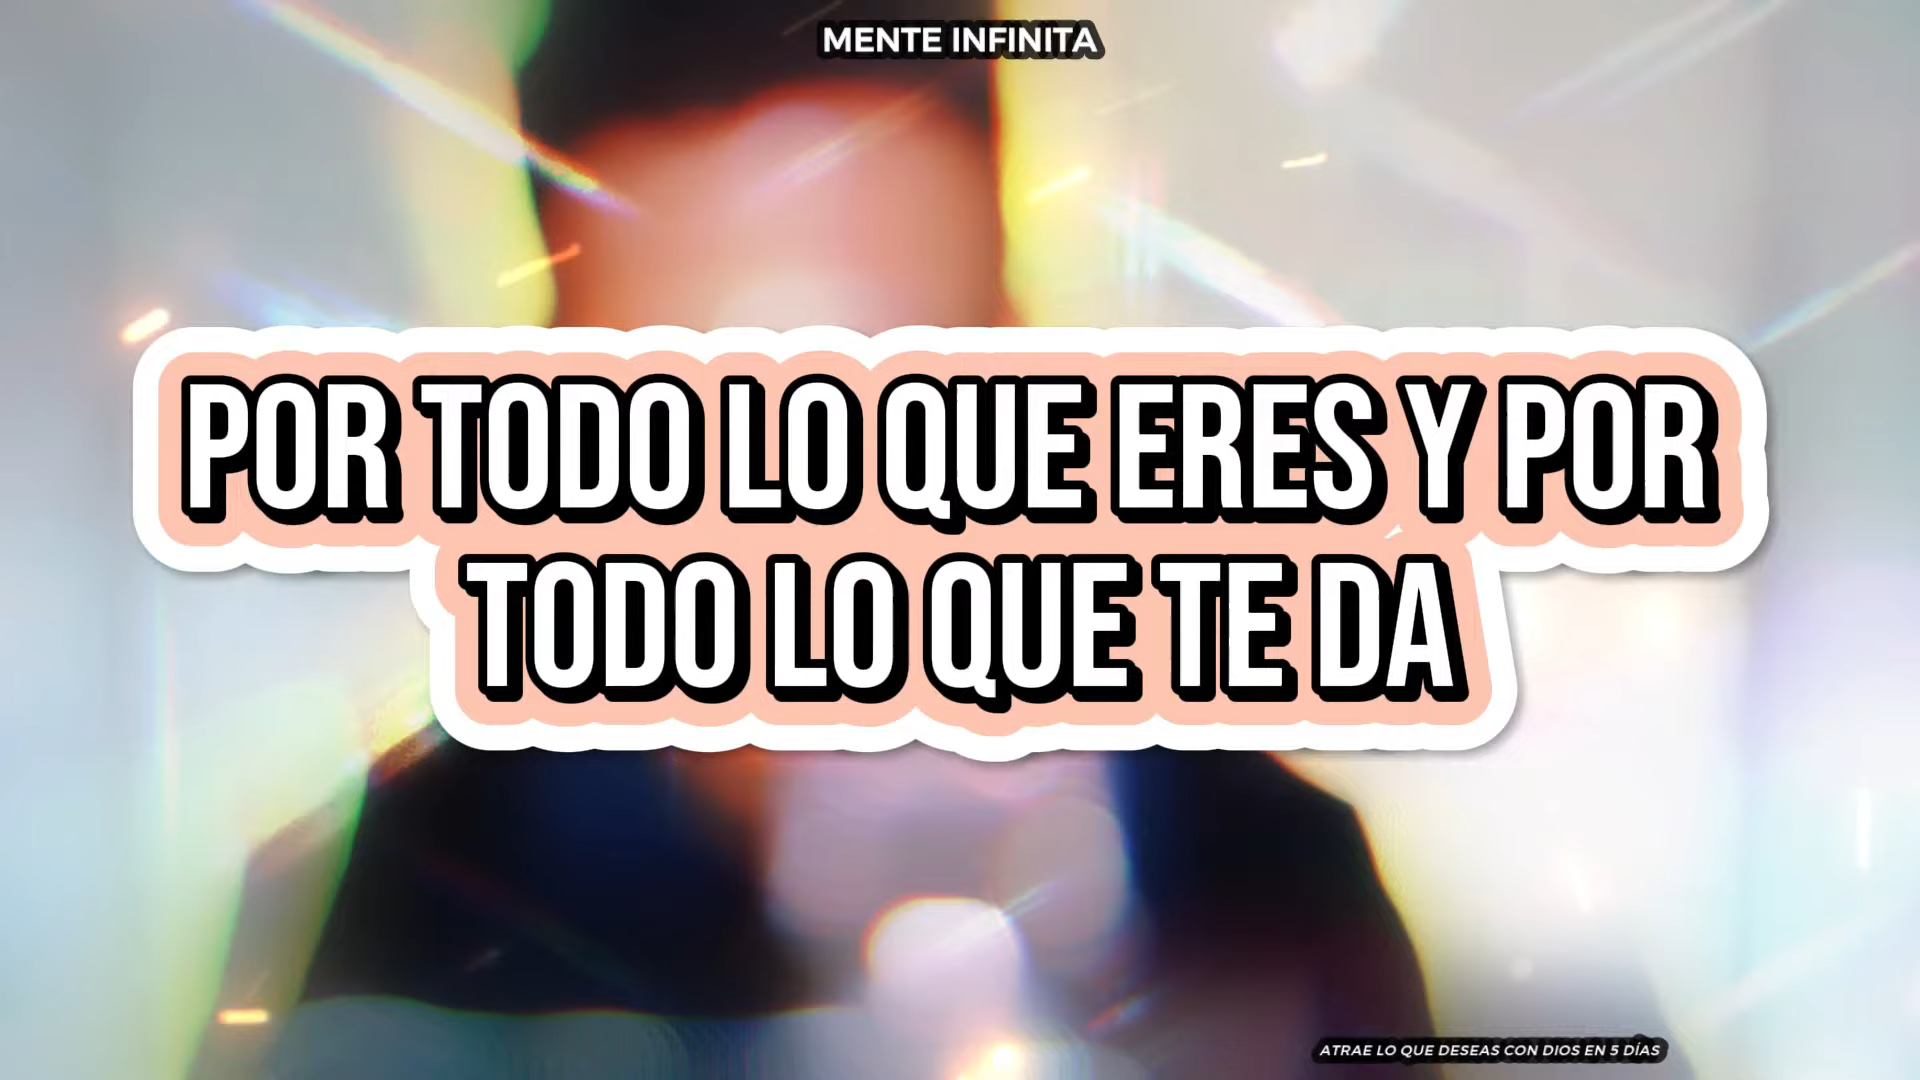 MENTE INFINITA
POR TODO LO QUE ERES Y POR
TODO LO QUE TE DA
ATRAE LO QUE DESEAS CON DIOS EN 5 DÍAS